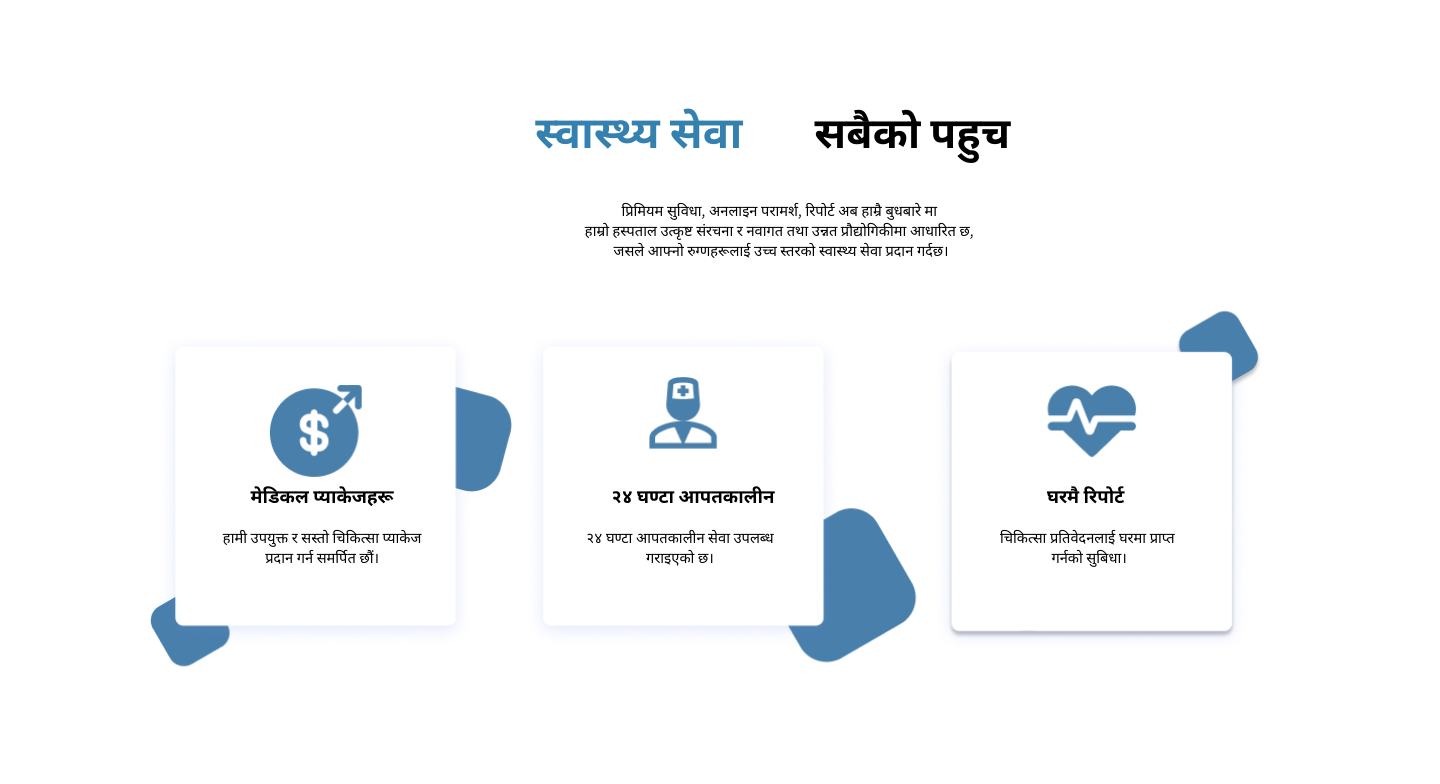 स्वास्थ्य सेवा सबैको पहुच
प्रिमियम सुविधा, अनलाइन परामर्श, रिपोर्ट अब हाम्रै बुधबारे मा
हाम्रो हस्पताल उत्कृष्ट संरचना र नवागत तथा उन्नत प्रौद्योगिकीमा आधारित छ,
जसले आफ्नो रुग्णहरूलाई उच्च स्तरको स्वास्थ्य सेवा प्रदान गर्दछ।
मेडिकल प्याकेजहरू
हामी उपयुक्त र सस्तो चिकित्सा प्याकेज
प्रदान गर्न समर्पित छौं।
२४ घण्टा आपतकालीन
२४ घण्टा आपतकालीन सेवा उपलब्ध
गराइएको छ।
घरमै रिपोर्ट
चिकित्सा प्रतिवेदनलाई घरमा प्राप्त
गर्नको सुबिधा।